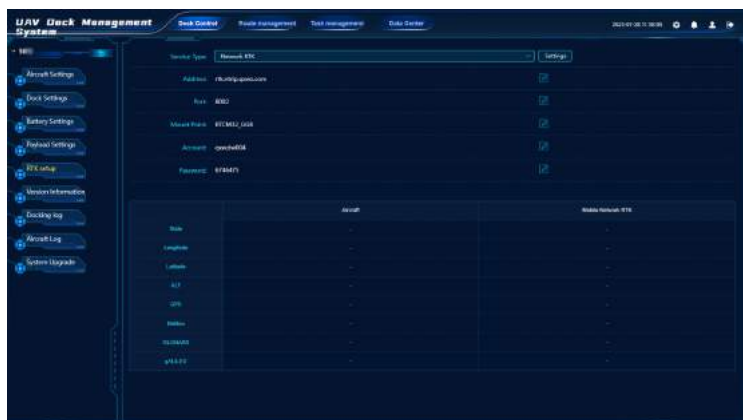 UAV Dock Management System
Dock Control
Route management
Task management
Data Center
Aircraft Settings
Dock Settings
Battery Settings
Payload Settings
RTK setup
Version Information
Docking log
Aircraft Log
System Upgrade
Service Type
Network RTK
Settings
Address
Port
8002
Mount Point
RTCM32_GGB
Account
Password
Aircraft
Mobile Network RTK
State
Longitude
Latitude
ALT
GPS
Beidou
GLONASS